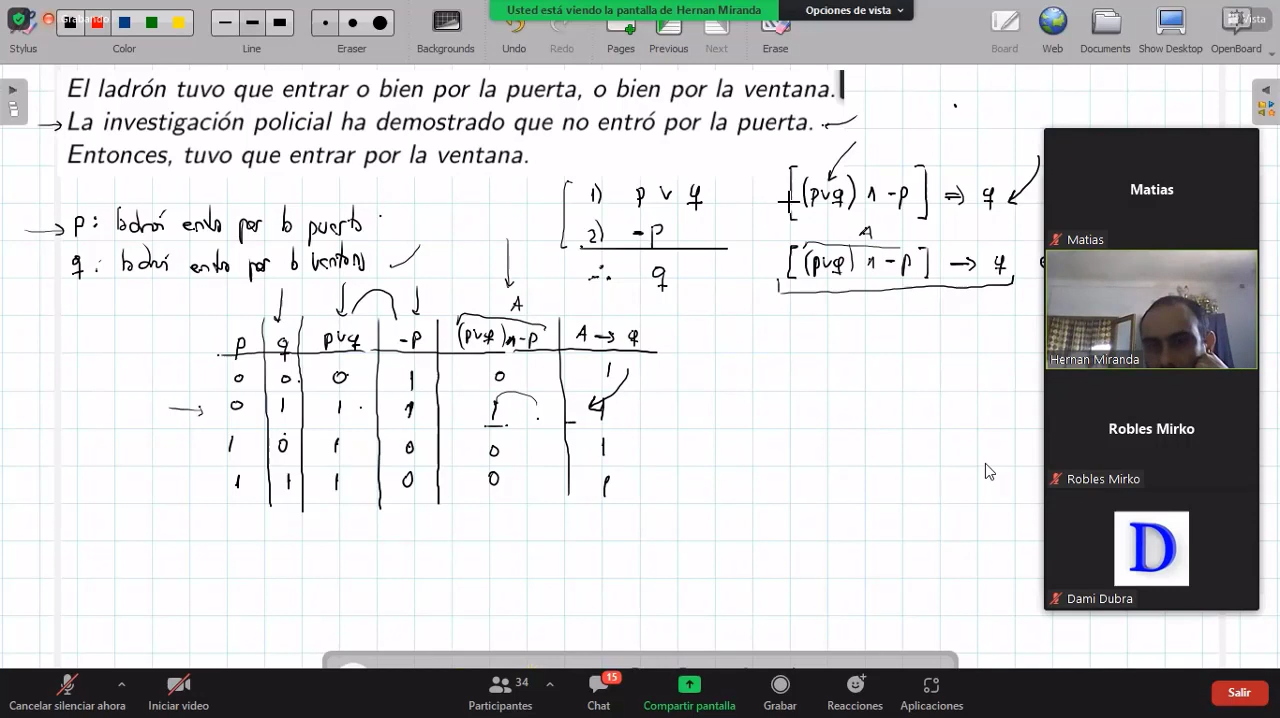 Grabando
Usted está viendo la pantalla de Hernan Miranda
Opciones de vista
Vista
Stylus Color Line Eraser Backgrounds Undo Redo Pages Previous Next Erase Board Web Documents Show Desktop OpenBoard
El ladrón tuvo que entrar o bien por la puerta, o bien por la ventana.
La investigación policial ha demostrado que no entró por la puerta.
Entonces, tuvo que entrar por la ventana.
p: ladrón entro por la puerta
q: ladrón entro por la ventana
1) p ∨ q
2) -p
∴ q
[(p∨q) ∧ -p] ⇒ q
A
[(p∨q) ∧ -p] → q
A
p q p∨q -p (p∨q)∧-p A → q
0 0 0 1 0 1
0 1 1 1 1 1
1 0 1 0 0 1
1 1 1 0 0 1
Matias
Matias
Hernan Miranda
Robles Mirko
Robles Mirko
D
Dami Dubra
Cancelar silenciar ahora
Iniciar video
34
Participantes
15
Chat
Compartir pantalla
Grabar
Reacciones
Aplicaciones
Salir